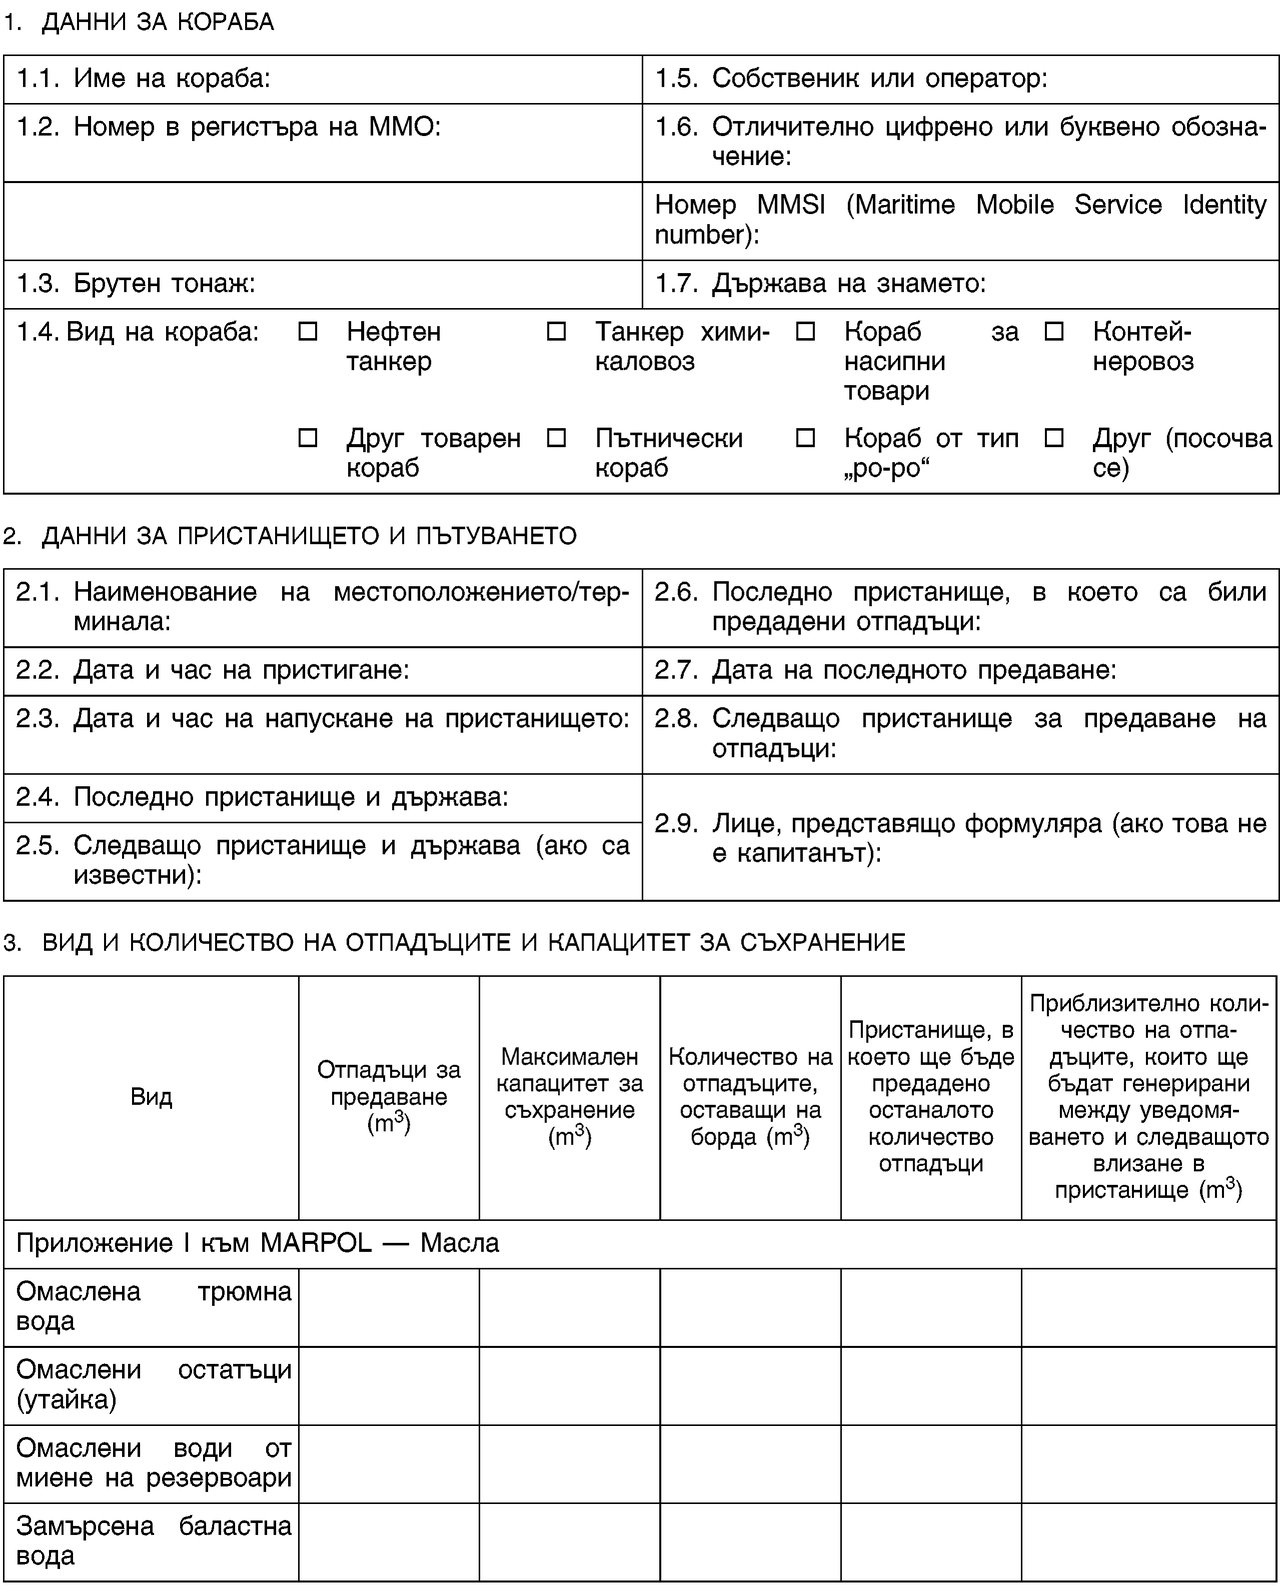 1. ДАННИ ЗА КОРАБА
1.1. Име на кораба:
1.5. Собственик или оператор:
1.2. Номер в регистъра на ММО:
1.6. Отличително цифрено или буквено обозна-
чение:
Номер MMSI (Maritime Mobile Service Identity
number):
1.3. Брутен тонаж:
1.7. Държава на знамето:
1.4. Вид на кораба:
☐ Нефтен
танкер
☐ Танкер хими-
каловоз
☐ Кораб за
насипни
товари
☐ Контей-
неровоз
☐ Друг товарен
кораб
☐ Пътнически
кораб
☐ Кораб от тип
„ро-ро“
☐ Друг (посочва
се)
2. ДАННИ ЗА ПРИСТАНИЩЕТО И ПЪТУВАНЕТО
2.1. Наименование на местоположението/тер-
минала:
2.6. Последно пристанище, в което са били
предадени отпадъци:
2.2. Дата и час на пристигане:
2.7. Дата на последното предаване:
2.3. Дата и час на напускане на пристанището:
2.8. Следващо пристанище за предаване на
отпадъци:
2.4. Последно пристанище и държава:
2.5. Следващо пристанище и държава (ако са
известни):
2.9. Лице, представящо формуляра (ако това не
е капитанът):
3. ВИД И КОЛИЧЕСТВО НА ОТПАДЪЦИТЕ И КАПАЦИТЕТ ЗА СЪХРАНЕНИЕ
Вид
Отпадъци за
предаване
(m³)
Максимален
капацитет за
съхранение
(m³)
Количество на
отпадъците,
оставащи на
борда (m³)
Пристанище, в
което ще бъде
предадено
останалото
количество
отпадъци
Приблизително коли-
чество на отпа-
дъците, които ще
бъдат генерирани
между уведомя-
ването и следващото
влизане в
пристанище (m³)
Приложение I към MARPOL — Масла
Омаслена трюмна
вода
Омаслени остатъци
(утайка)
Омаслени води от
миене на резервоари
Замърсена баластна
вода